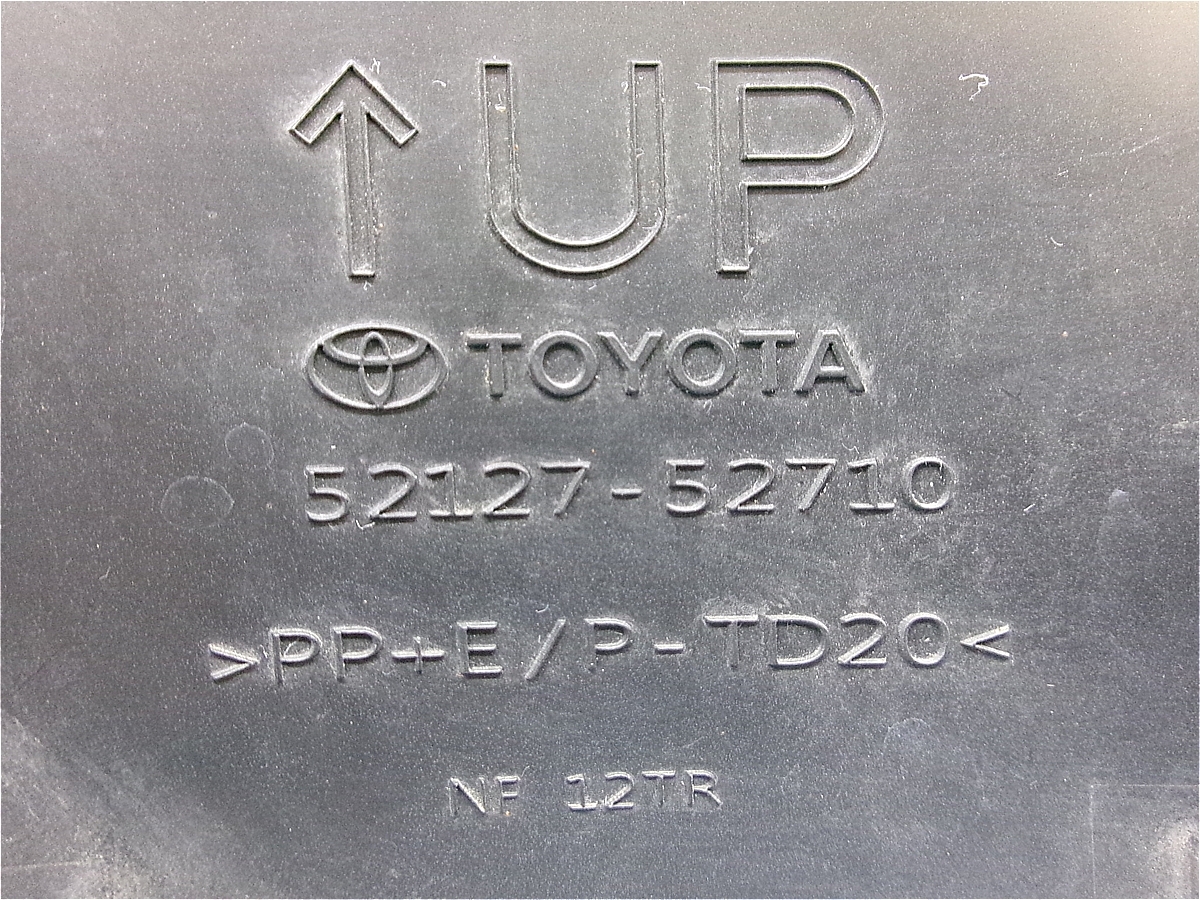 ↑UP
TOYOTA
52127-52710
>PP+E/P-TD20<
NF 12TR